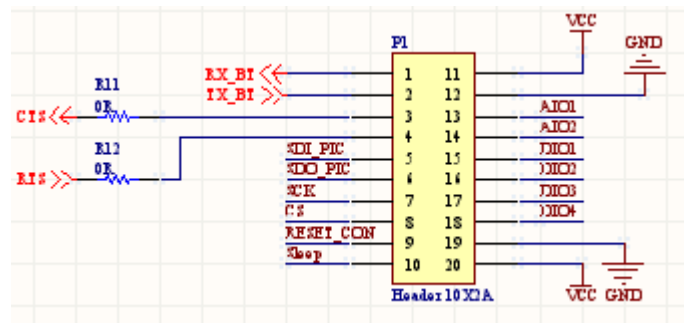 VCC
P1
GND
RX_BT
TX_BT
R11
0R
CTS
R12
0R
RTS
SDI_PIC
SDO_PIC
SCK
CS
RESET_CON
Sleep
1 11
2 12
3 13
4 14
5 15
6 16
7 17
8 18
9 19
10 20
AIO1
AIO2
DIO1
DIO2
DIO3
DIO4
Header 10X2A
VCC GND